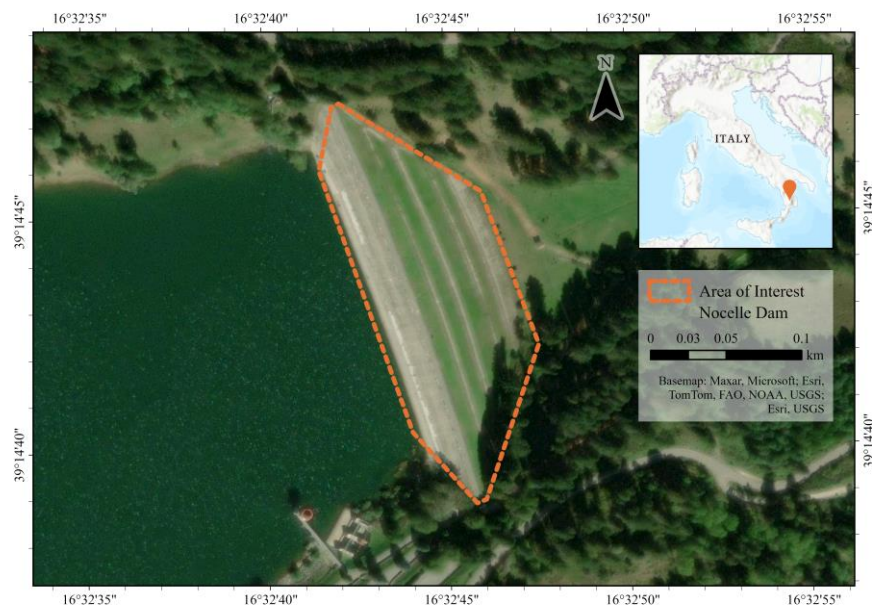 16°32'35" 16°32'40" 16°32'45" 16°32'50" 16°32'55"
N
ITALY
39°14'45" 39°14'45"
Area of Interest
Nocelle Dam
0 0.03 0.05 0.1
km
Basemap: Maxar, Microsoft; Esri,
TomTom, FAO, NOAA, USGS;
Esri, USGS
39°14'40" 39°14'40"
16°32'35" 16°32'40" 16°32'45" 16°32'50" 16°32'55"